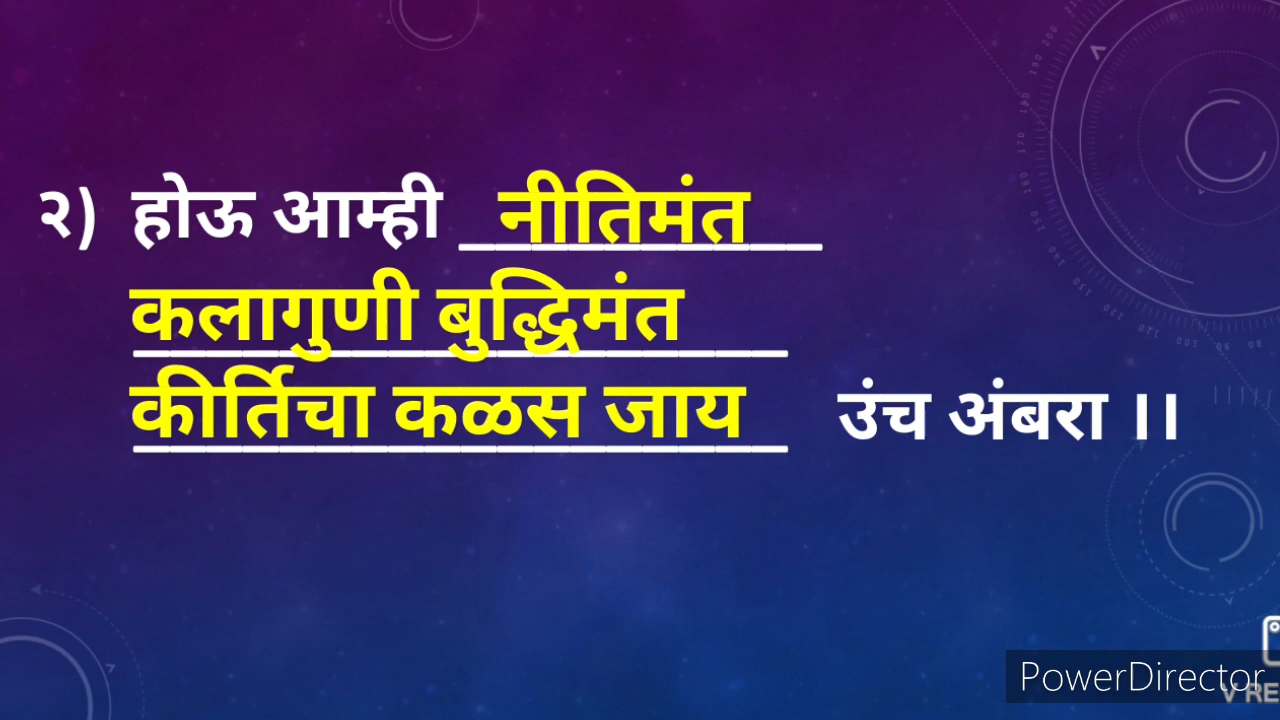 २) होऊ आम्ही नीतिमंत
कलागुणी बुद्धिमंत
कीर्तिचा कळस जाय उंच अंबरा ।।
PowerDirector